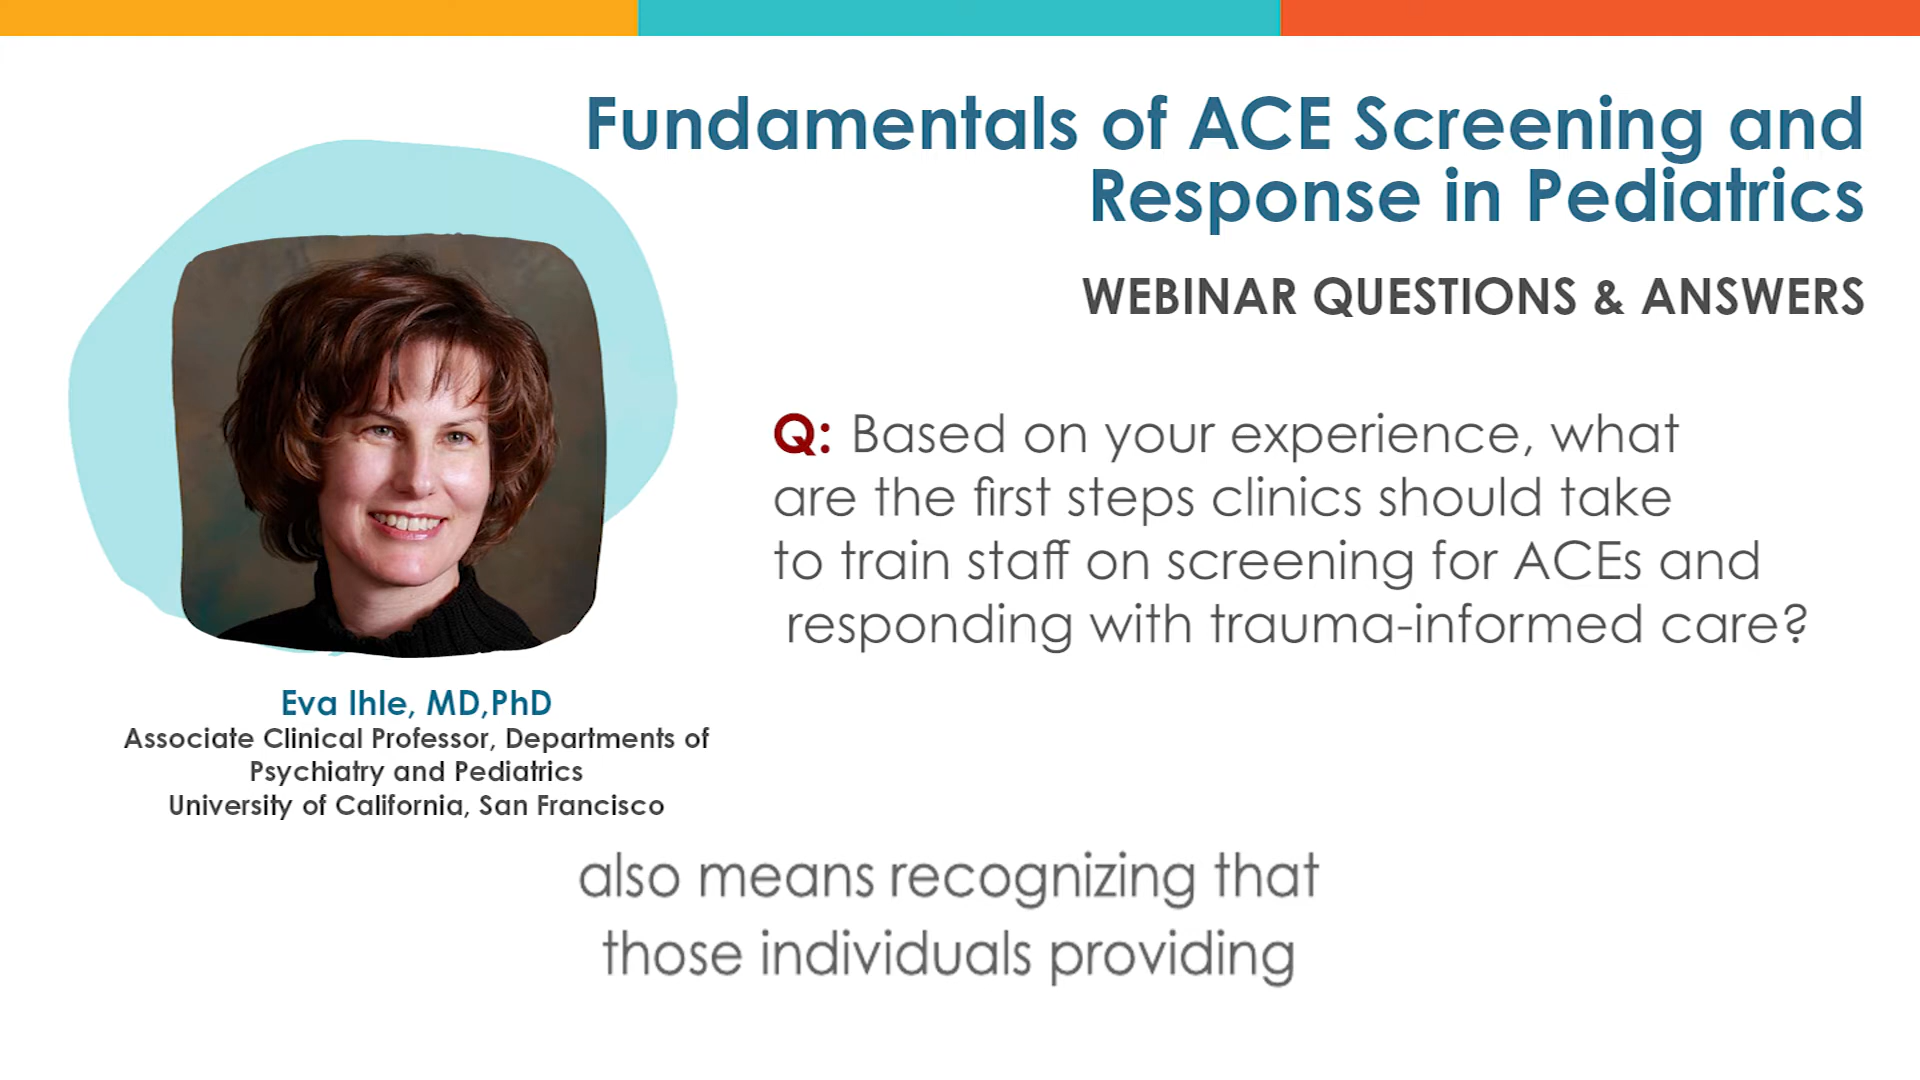 Fundamentals of ACE Screening and
Response in Pediatrics
WEBINAR QUESTIONS & ANSWERS
Q: Based on your experience, what
are the first steps clinics should take
to train staff on screening for ACEs and
responding with trauma-informed care?
Eva Ihle, MD,PhD
Associate Clinical Professor, Departments of
Psychiatry and Pediatrics
University of California, San Francisco
also means recognizing that
those individuals providing